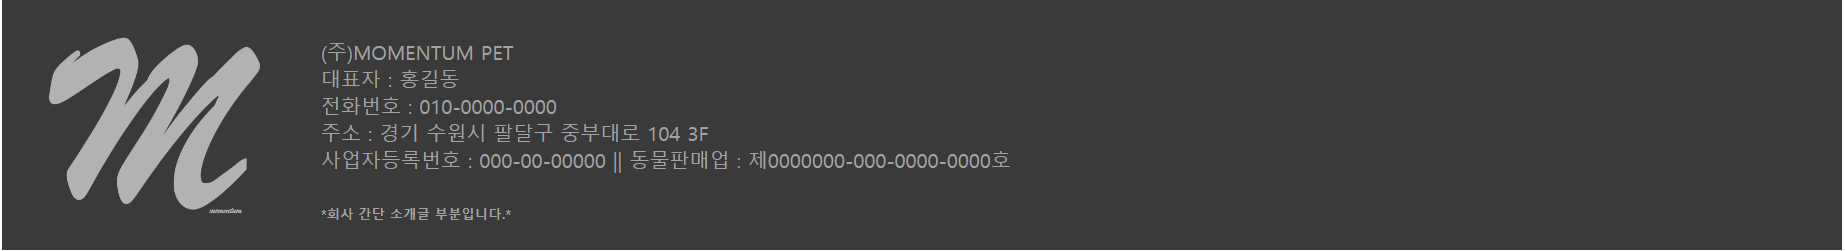 (주)MOMENTUM PET
대표자 : 홍길동
전화번호 : 010-0000-0000
주소 : 경기 수원시 팔달구 중부대로 104 3F
사업자등록번호 : 000-00-00000 || 동물판매업 : 제0000000-000-0000-0000호
M
momentum
*회사 간단 소개글 부분입니다.*